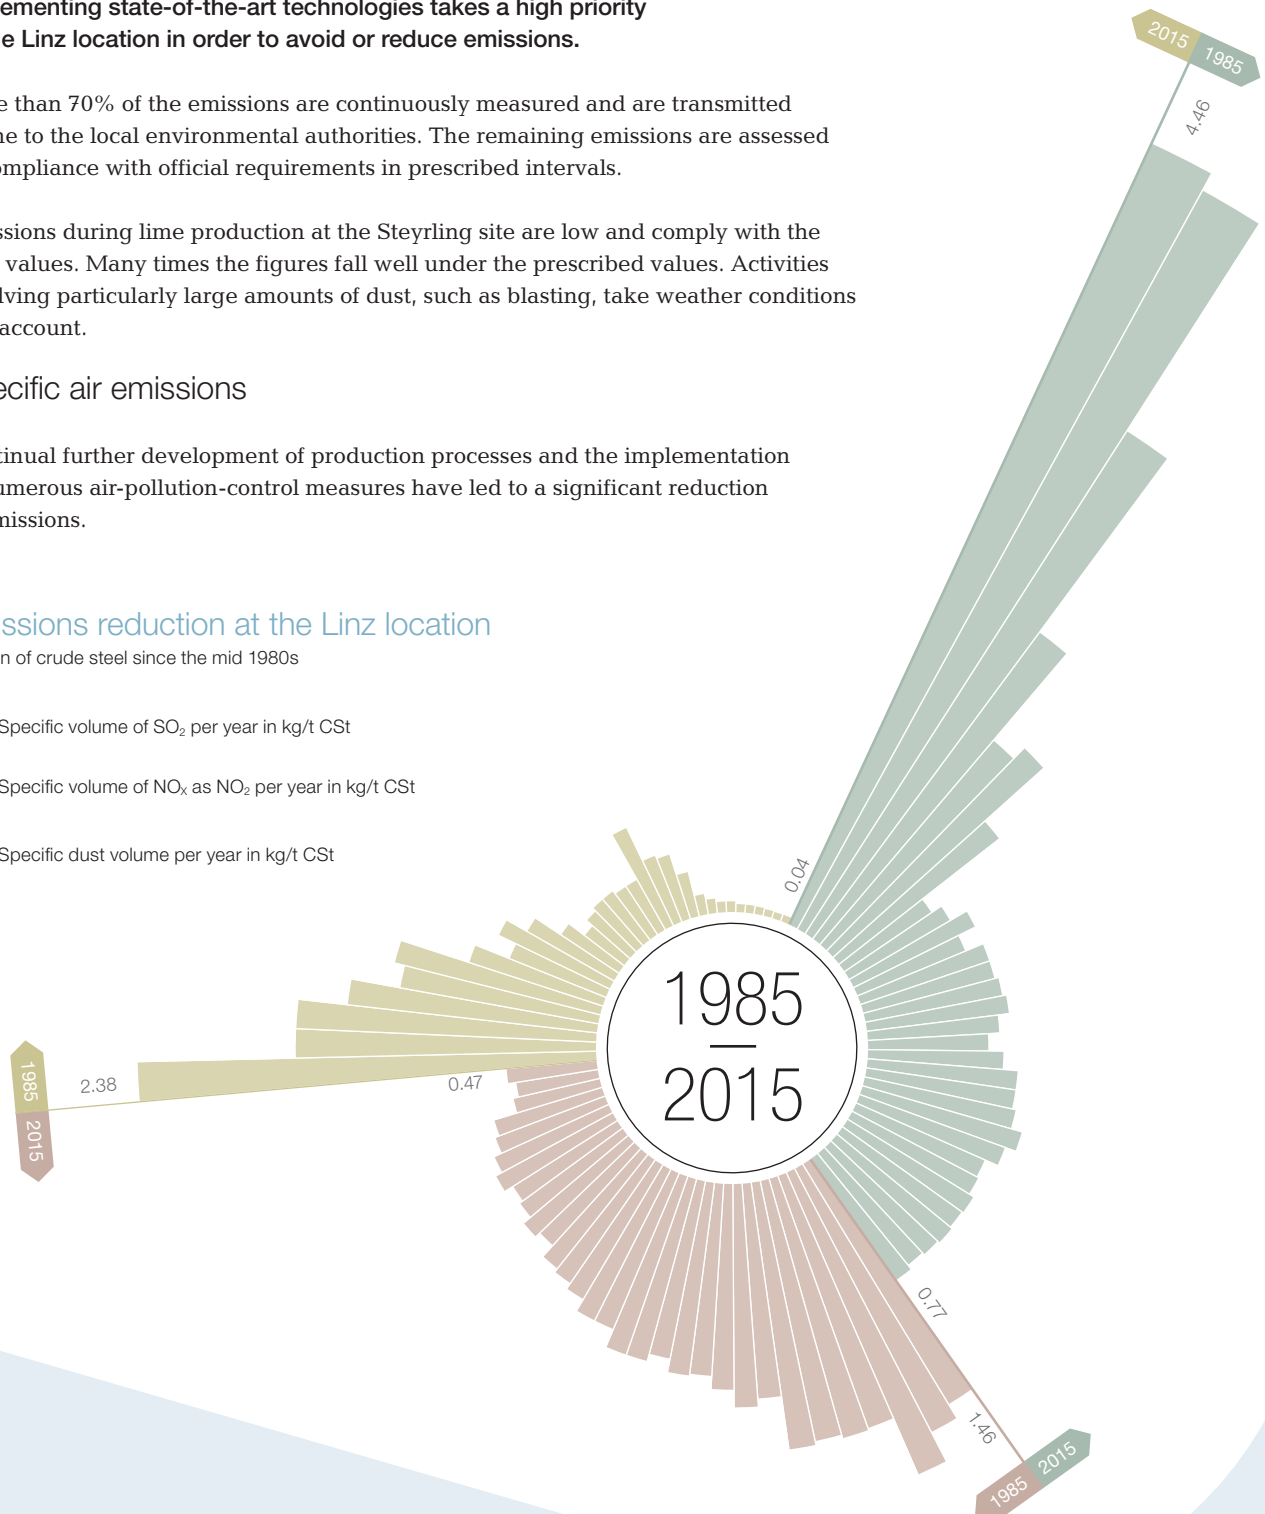 ementing state-of-the-art technologies takes a high priority
e Linz location in order to avoid or reduce emissions.
e than 70% of the emissions are continuously measured and are transmitted
ne to the local environmental authorities. The remaining emissions are assessed
ompliance with official requirements in prescribed intervals.
ssions during lime production at the Steyrling site are low and comply with the
values. Many times the figures fall well under the prescribed values. Activities
lving particularly large amounts of dust, such as blasting, take weather conditions
account.
ecific air emissions
tinual further development of production processes and the implementation
umerous air-pollution-control measures have led to a significant reduction
missions.
ssions reduction at the Linz location
n of crude steel since the mid 1980s
Specific volume of SO₂ per year in kg/t CSt
Specific volume of NOₓ as NO₂ per year in kg/t CSt
Specific dust volume per year in kg/t CSt
2015 1985
4.46
0.04
1985
2015
1985
2015
2.38
0.47
0.77
1.46
1985 2015